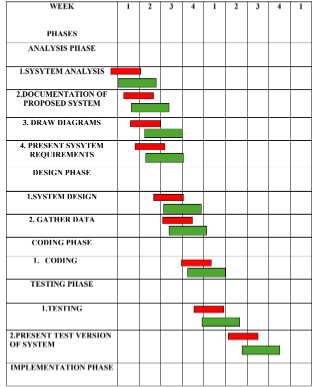 WEEK 1 2 3 4 1 2 3 4 1
PHASES
ANALYSIS PHASE
1.SYSYTEM ANALYSIS
2.DOCUMENTATION OF
PROPOSED SYSTEM
3. DRAW DIAGRAMS
4. PRESENT SYSYTEM
REQUIREMENTS
DESIGN PHASE
1.SYSTEM DESIGN
2. GATHER DATA
CODING PHASE
1. CODING
TESTING PHASE
1.TESTING
2.PRESENT TEST VERSION
OF SYSTEM
IMPLEMENTATION PHASE